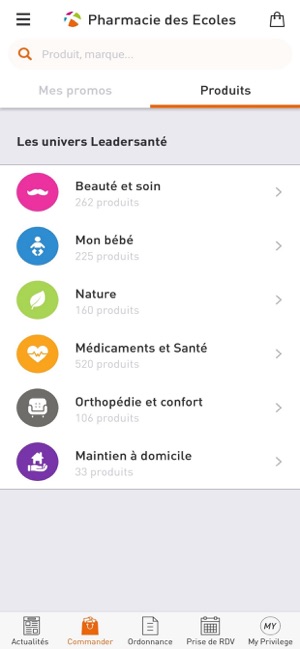 Pharmacie des Ecoles
Produit, marque...
Mes promos
Produits
Les univers Leadersanté
Beauté et soin
262 produits
Mon bébé
225 produits
Nature
160 produits
Médicaments et Santé
520 produits
Orthopédie et confort
106 produits
Maintien à domicile
33 produits
MY
Actualités
Commander
Ordonnance
Prise de RDV
My Privilege